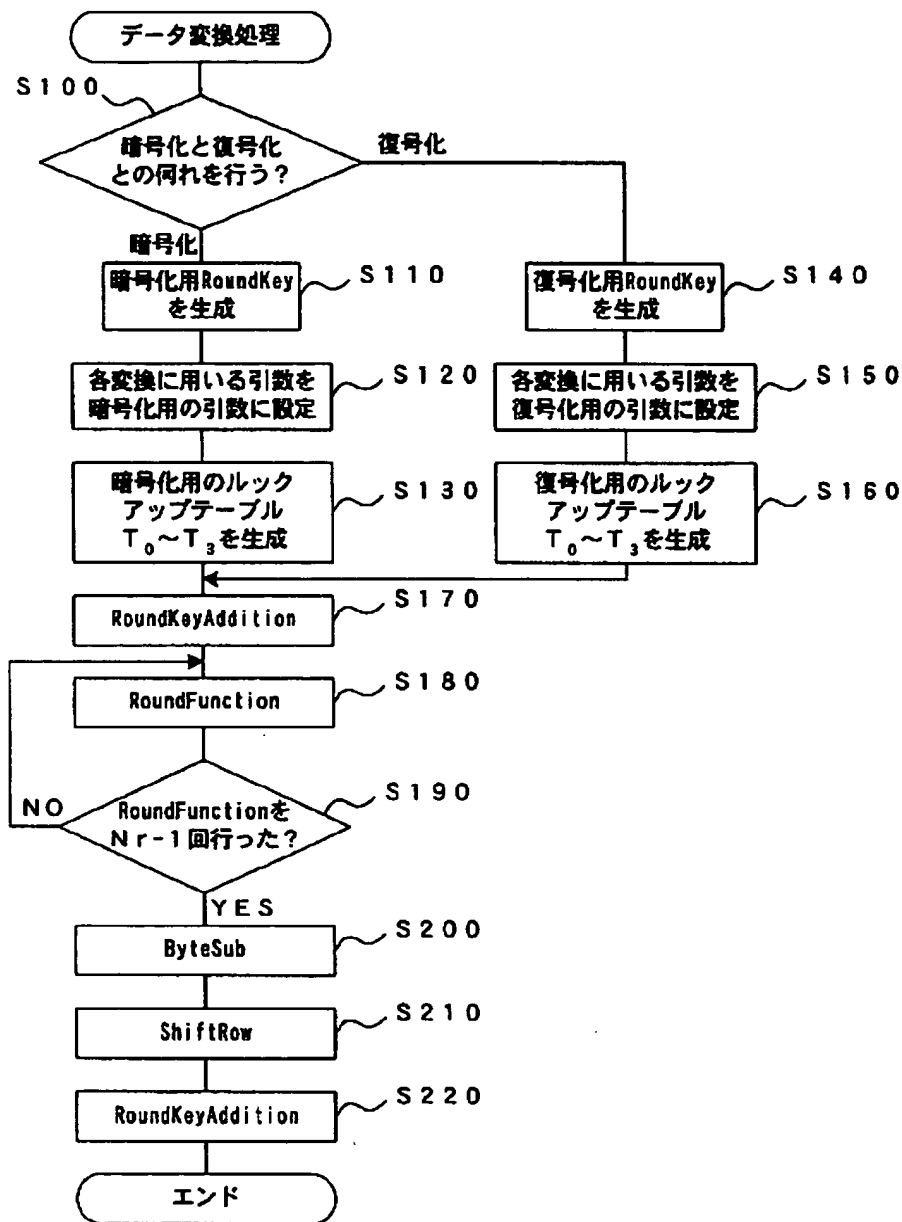 データ変換処理
S100
暗号化と復号化
との何れを行う?
復号化
暗号化
暗号化用RoundKey
を生成
S110
復号化用RoundKey
を生成
S140
各変換に用いる引数を
暗号化用の引数に設定
S120
各変換に用いる引数を
復号化用の引数に設定
S150
暗号化用のルック
アップテーブル
T₀~T₃を生成
S130
復号化用のルック
アップテーブル
T₀~T₃を生成
S160
RoundKeyAddition
S170
RoundFunction
S180
RoundFunctionを
Nr-1回行った?
S190
NO
YES
ByteSub
S200
ShiftRow
S210
RoundKeyAddition
S220
エンド